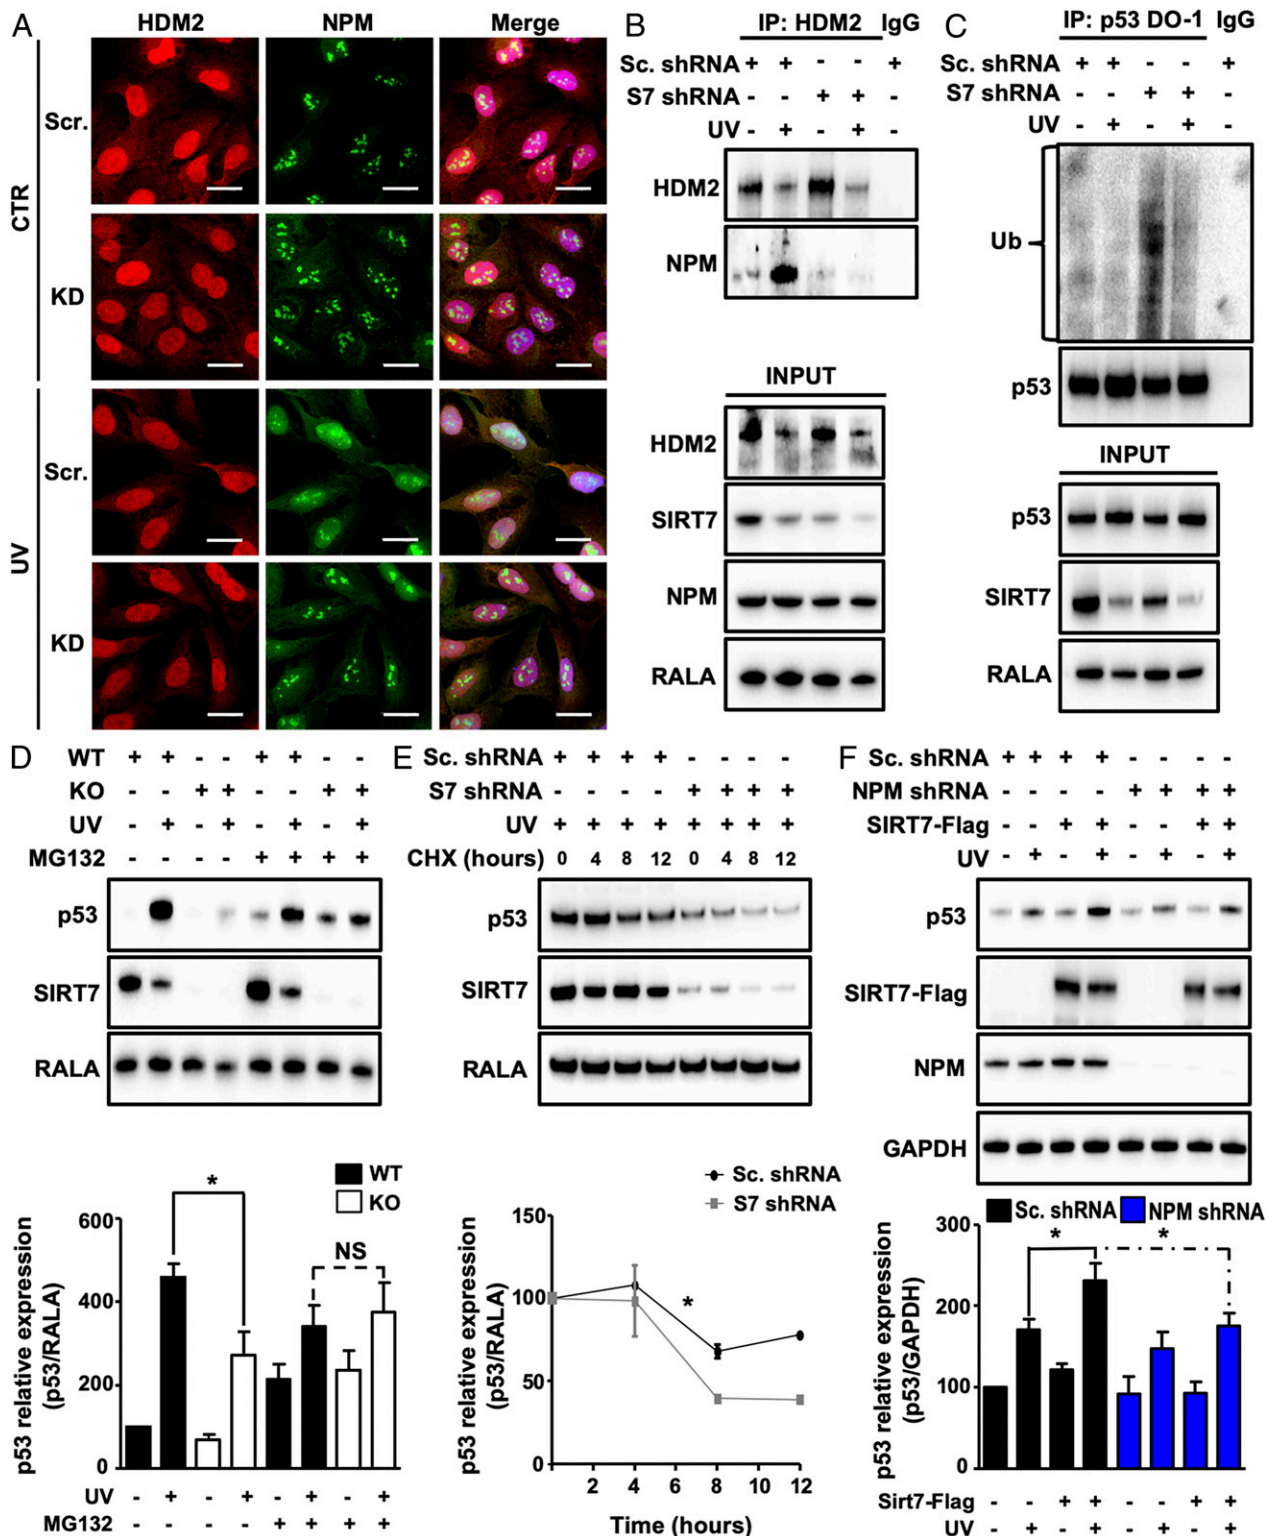 A
HDM2 NPM Merge
CTR
Scr.
KD
UV
Scr.
KD
B
IP: HDM2 IgG
Sc. shRNA + + - - +
S7 shRNA - - + + -
UV - + - + -
HDM2
NPM
INPUT
HDM2
SIRT7
NPM
RALA
C
IP: p53 DO-1 IgG
Sc. shRNA + + - - +
S7 shRNA - - + + -
UV - + - + -
Ub
p53
INPUT
p53
SIRT7
RALA
D
WT + + - - + + - -
KO - - + + - - + +
UV - + - + - + - +
MG132 - - - - + + + +
p53
SIRT7
RALA
WT
KO
*
NS
p53 relative expression
(p53/RALA)
600
400
200
0
UV - + - + - + - +
MG132 - - - - + + + +
E
Sc. shRNA + + + + - - - -
S7 shRNA - - - - + + + +
UV + + + + + + + +
CHX (hours) 0 4 8 12 0 4 8 12
p53
SIRT7
RALA
Sc. shRNA
S7 shRNA
p53 relative expression
(p53/RALA)
150
100
50
0
*
2 4 6 8 10 12
Time (hours)
F
Sc. shRNA + + + + - - - -
NPM shRNA - - - - + + + +
SIRT7-Flag - - + + - - + +
UV - + - + - + - +
p53
SIRT7-Flag
NPM
GAPDH
Sc. shRNA NPM shRNA
* *
p53 relative expression
(p53/GAPDH)
300
200
100
0
Sirt7-Flag - - + + - - + +
UV - + - + - + - +